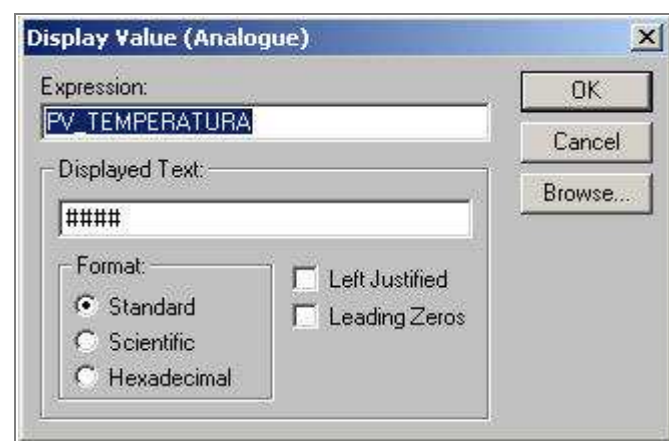 Display Value (Analogue)
Expression:
PV_TEMPERATURA
OK
Cancel
Browse...
Displayed Text:
####
Format:
Standard
Scientific
Hexadecimal
Left Justified
Leading Zeros